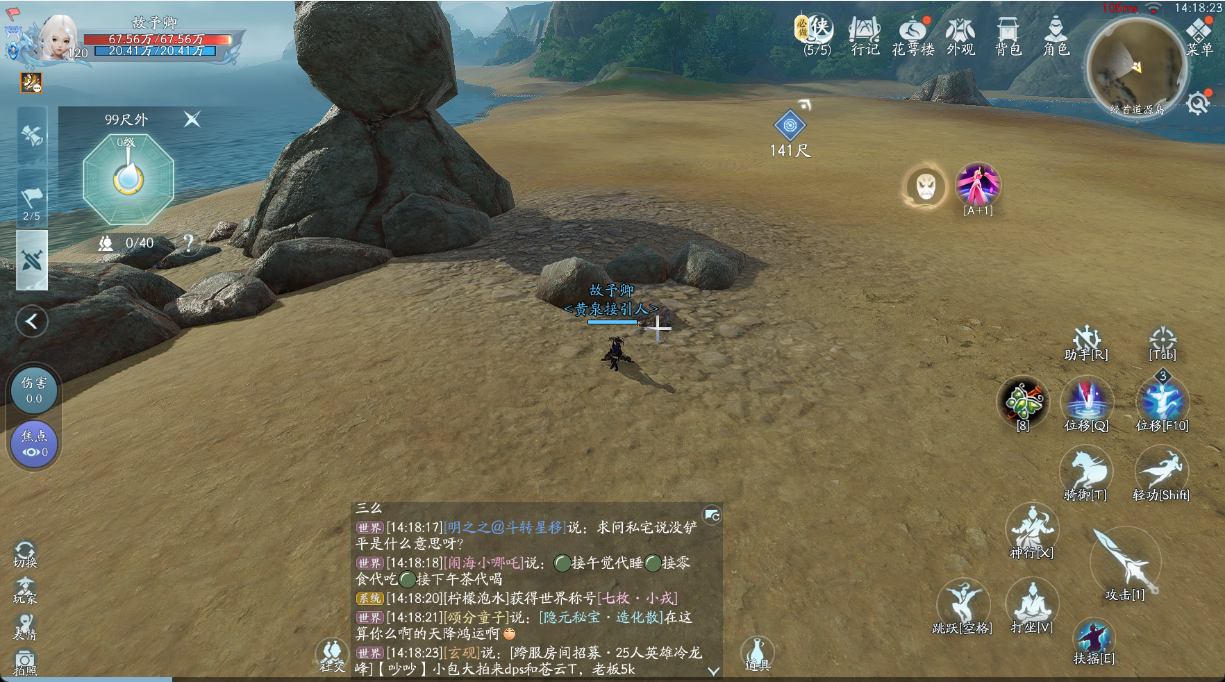 故予卿
120
67.56万/67.56万
20.41万/20.41万
必做
侠
(5/5)
行记
花萼楼
外观
背包
角色
菜单
105ms
14:18:23
99尺外
0级
0/40
?
2/5
伤害
0.0
焦点
0
141尺
[A+1]
故予卿
<黄泉接引人>
助手[R]
[Tab]
[8]
位移[Q]
3
位移[F10]
骑御[T]
轻功[Shift]
神行[X]
攻击[1]
跳跃[空格]
打坐[V]
扶摇[E]
切换
玩家
表情
拍照
社交
道具
三么
世界[14:18:17][明之之@斗转星移]说：求问私宅说没铲
平是什么意思呀?
世界[14:18:18][闹海小哪吒]说：接午觉代睡接零
食代吃接下午茶代喝
系统[14:18:20][柠檬泡水]获得世界称号[七枚·小戎]
世界[14:18:21][颂分童子]说：[隐元秘宝·造化散]在这
算你么啊的天降鸿运啊
世界[14:18:23][玄砚]说：[跨服房间招募·25人英雄冷龙
峰]【吵吵】小包大拍来dps和苍云T，老板5k